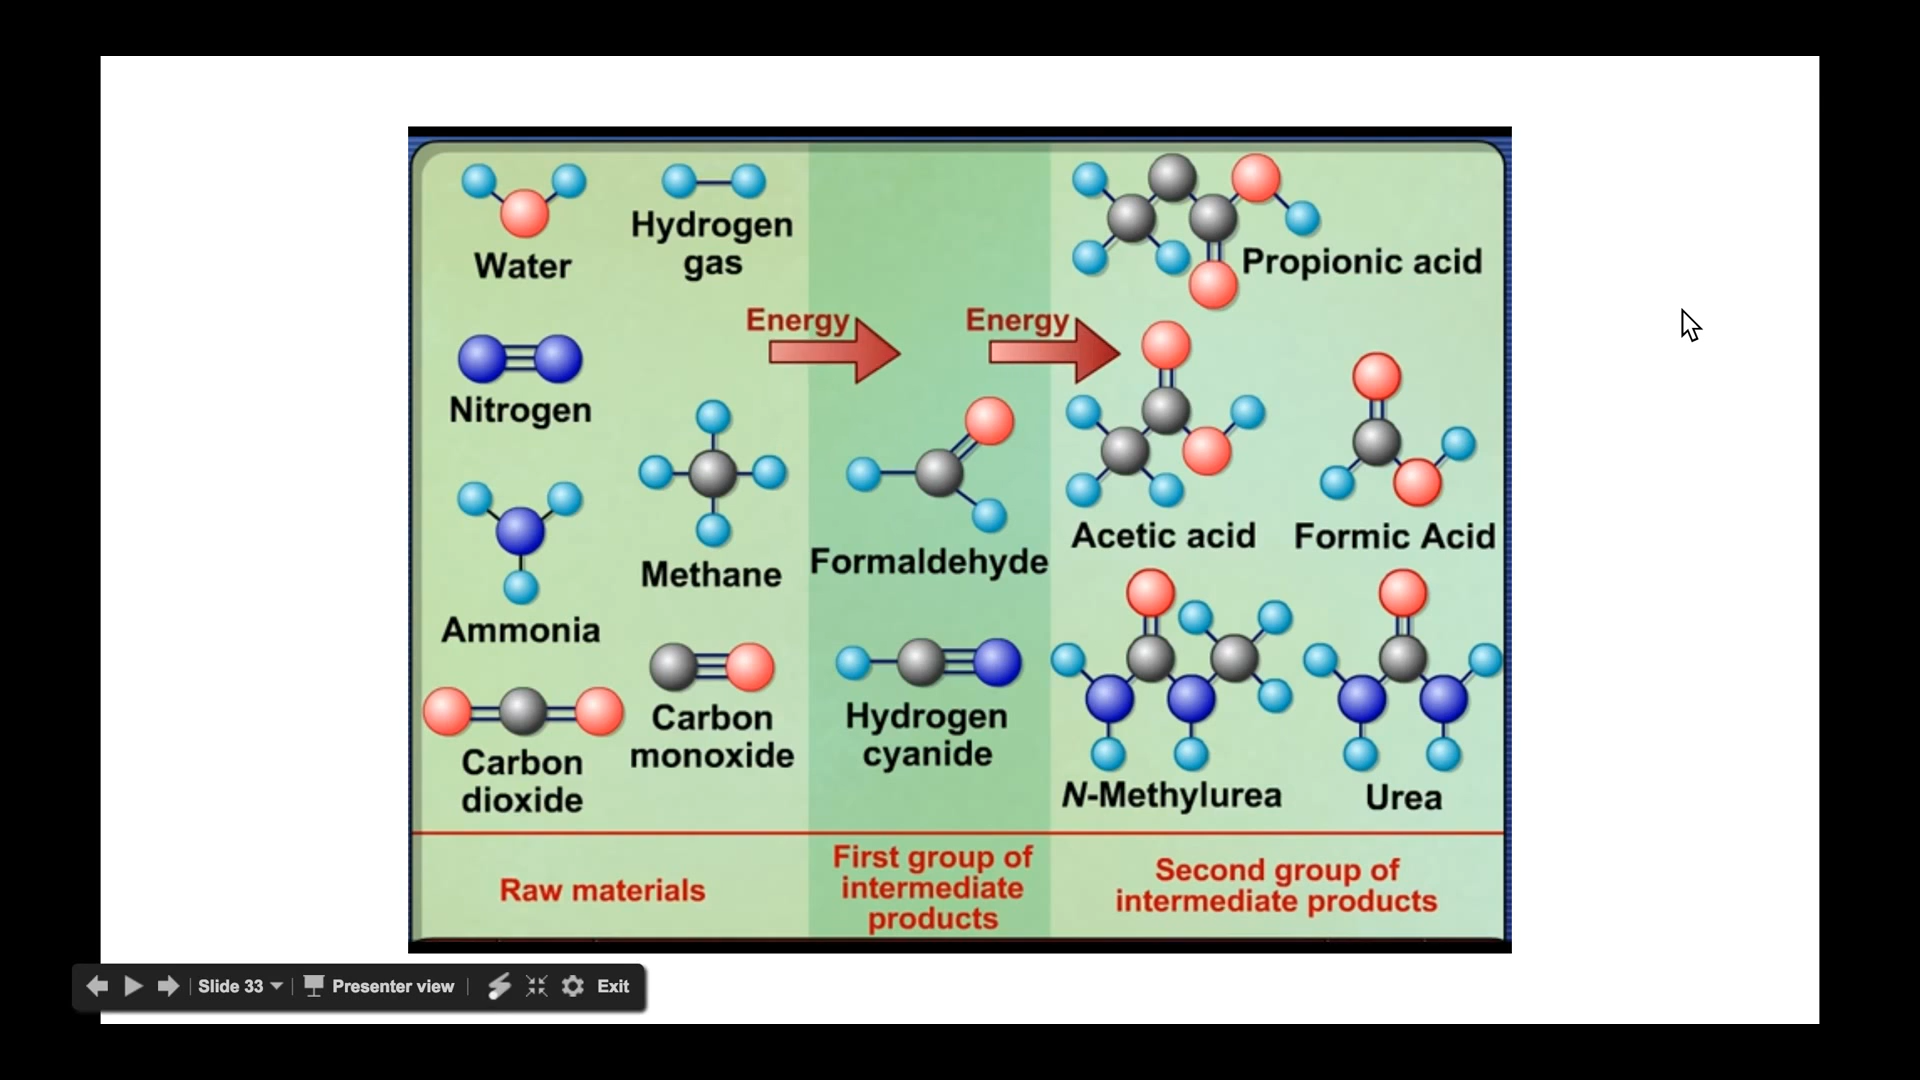 Water
Hydrogen
gas
Propionic acid
Energy
Energy
Nitrogen
Methane
Formaldehyde
Acetic acid
Formic Acid
Ammonia
Carbon
monoxide
Hydrogen
cyanide
Carbon
dioxide
N-Methylurea
Urea
Raw materials
First group of
intermediate
products
Second group of
intermediate products
Slide 33
Presenter view
Exit